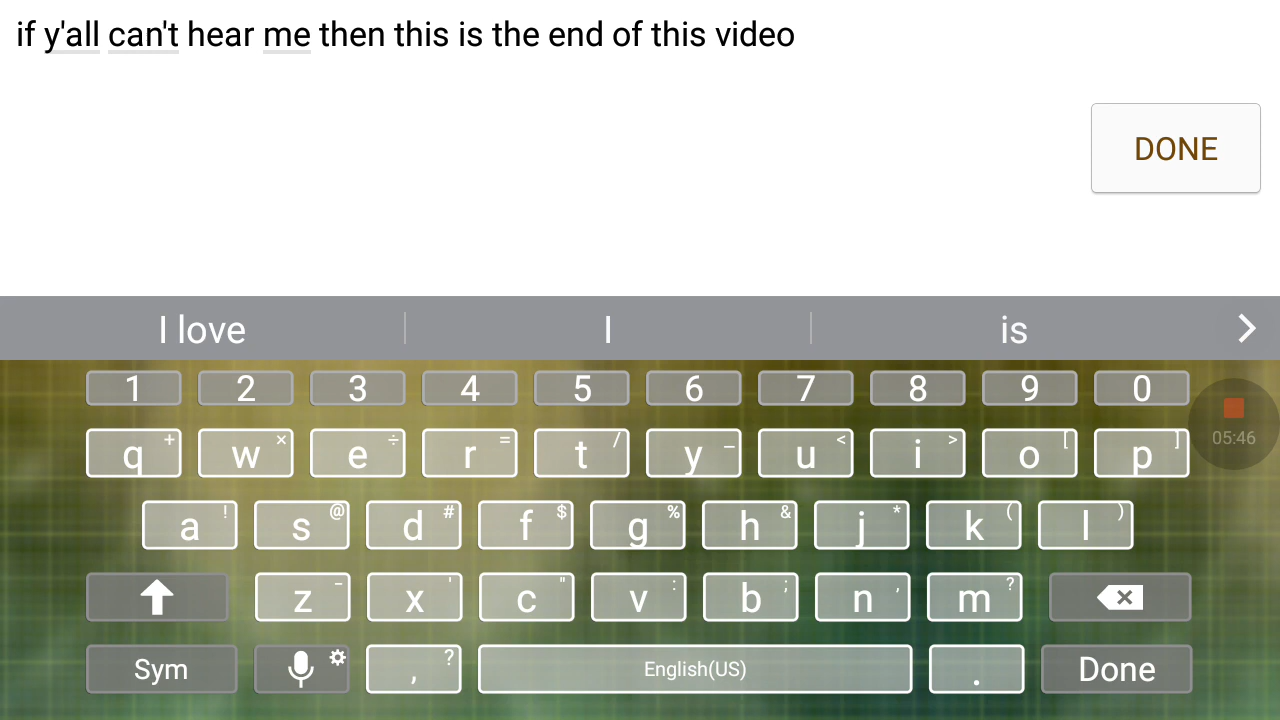 if y'all can't hear me then this is the end of this video
DONE
I love I is
1 2 3 4 5 6 7 8 9 0
05:46
q + w × e ÷ r = t / y _ u < i > o [ p ]
a ! s @ d # f $ g % h & j * k ( l )
z - x ' c " v : b ; n , m ?
Sym , ? English(US) . Done